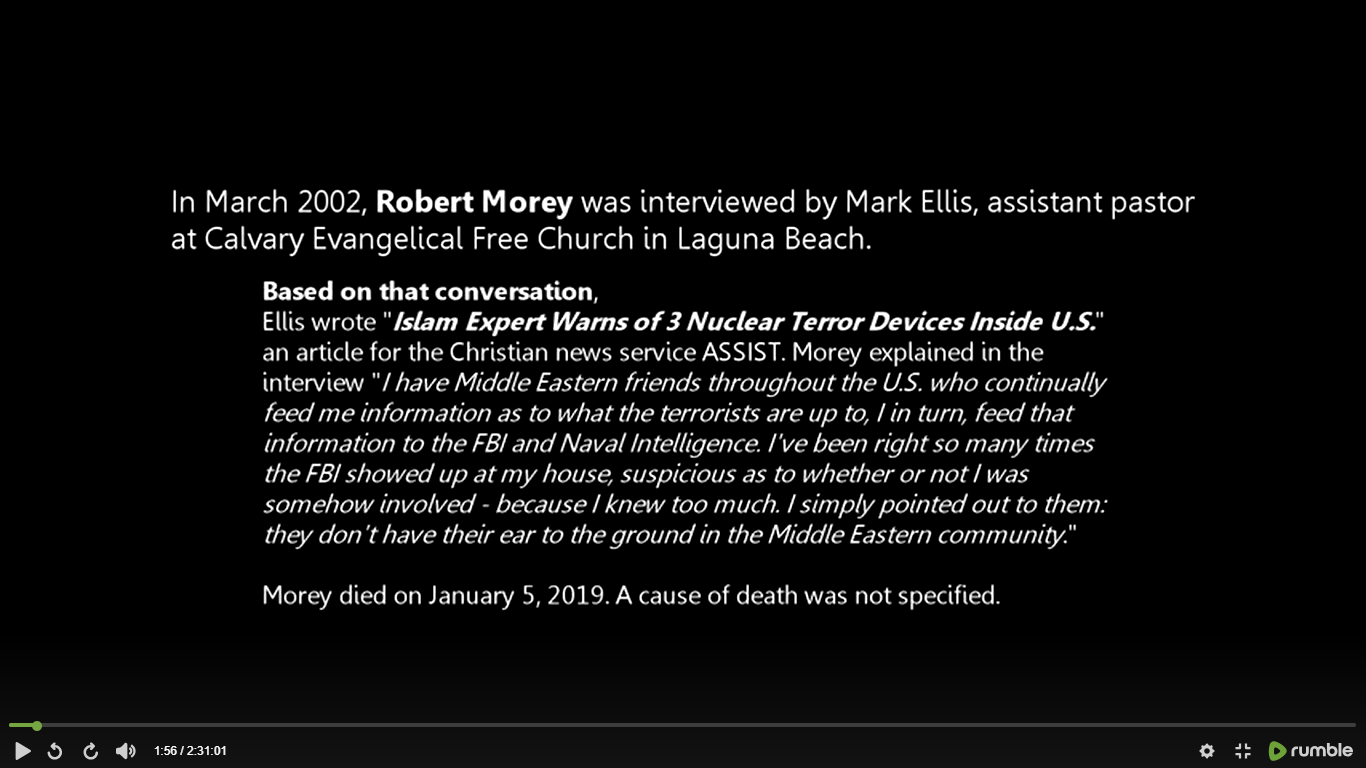 In March 2002, Robert Morey was interviewed by Mark Ellis, assistant pastor
at Calvary Evangelical Free Church in Laguna Beach.
Based on that conversation,
Ellis wrote "Islam Expert Warns of 3 Nuclear Terror Devices Inside U.S."
an article for the Christian news service ASSIST. Morey explained in the
interview "I have Middle Eastern friends throughout the U.S. who continually
feed me information as to what the terrorists are up to, I in turn, feed that
information to the FBI and Naval Intelligence. I've been right so many times
the FBI showed up at my house, suspicious as to whether or not I was
somehow involved - because I knew too much. I simply pointed out to them:
they don't have their ear to the ground in the Middle Eastern community."
Morey died on January 5, 2019. A cause of death was not specified.
1:56 / 2:31:01
rumble